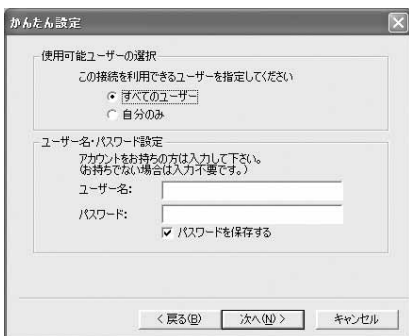 かんたん設定
使用可能ユーザーの選択
この接続を利用できるユーザーを指定してください
すべてのユーザー
自分のみ
ユーザー名・パスワード設定
アカウントをお持ちの方は入力して下さい。
(お持ちでない場合は入力不要です。)
ユーザー名:
パスワード:
パスワードを保存する
< 戻る(B) 次へ(N) > キャンセル